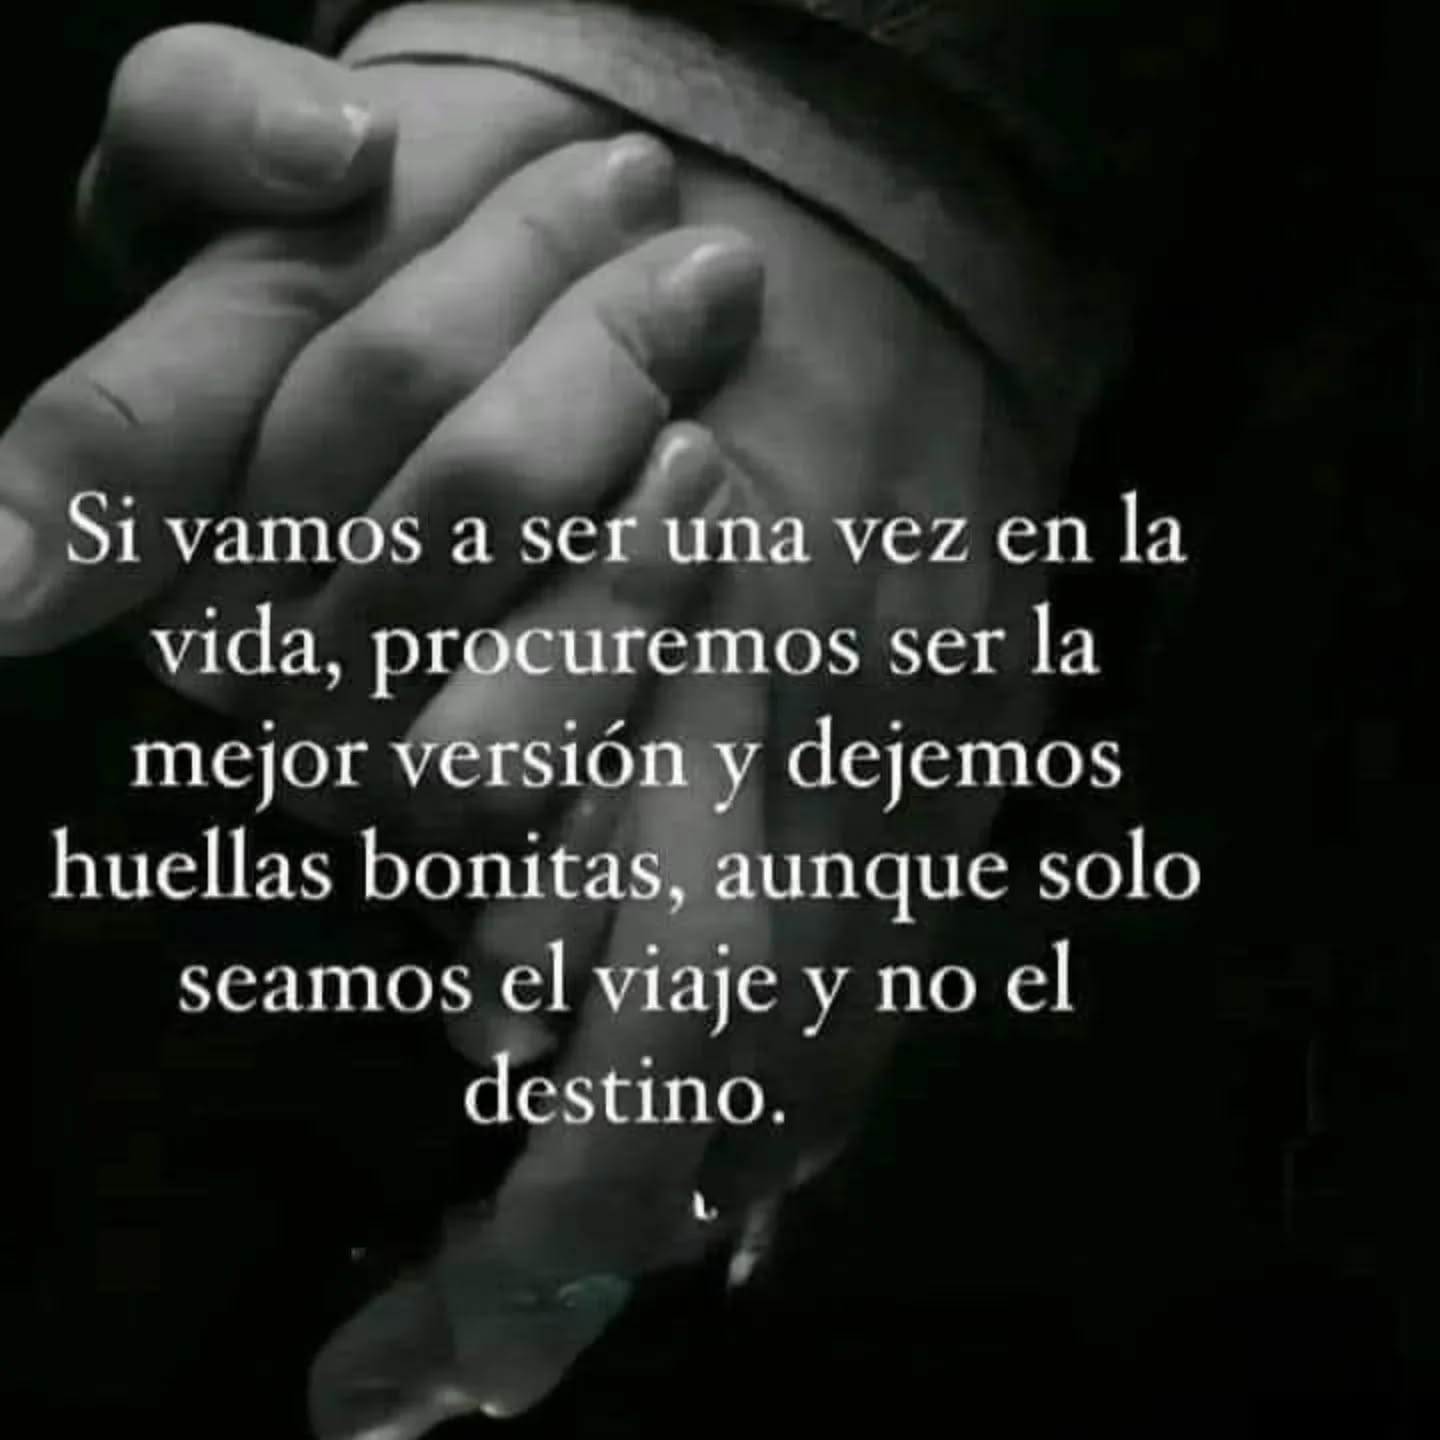 Si vamos a ser una vez en la
vida, procuremos ser la
mejor versión y dejemos
huellas bonitas, aunque solo
seamos el viaje y no el
destino.